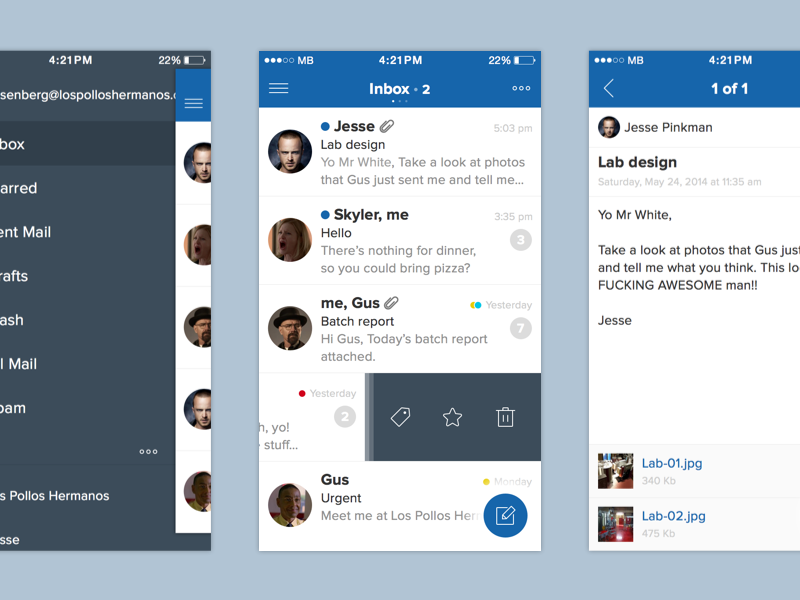 4:21PM 22%
senberg@lospolloshermanos.c
box
arred
ent Mail
rafts
ash
l Mail
pam
s Pollos Hermanos
sse
MB 4:21PM 22%
Inbox • 2
Jesse 5:03 pm
Lab design
Yo Mr White, Take a look at photos
that Gus just sent me and tell me...
Skyler, me 3:35 pm
Hello
There's nothing for dinner, 3
so you could bring pizza?
me, Gus Yesterday
Batch report
Hi Gus, Today's batch report 7
attached.
Yesterday
2
h, yo!
stuff...
Gus Monday
Urgent
Meet me at Los Pollos Her
MB 4:21PM
1 of 1
Jesse Pinkman
Lab design
Saturday, May 24, 2014 at 11:35 am
Yo Mr White,
Take a look at photos that Gus just
and tell me what you think. This lo
FUCKING AWESOME man!!
Jesse
Lab-01.jpg
340 Kb
Lab-02.jpg
475 Kb